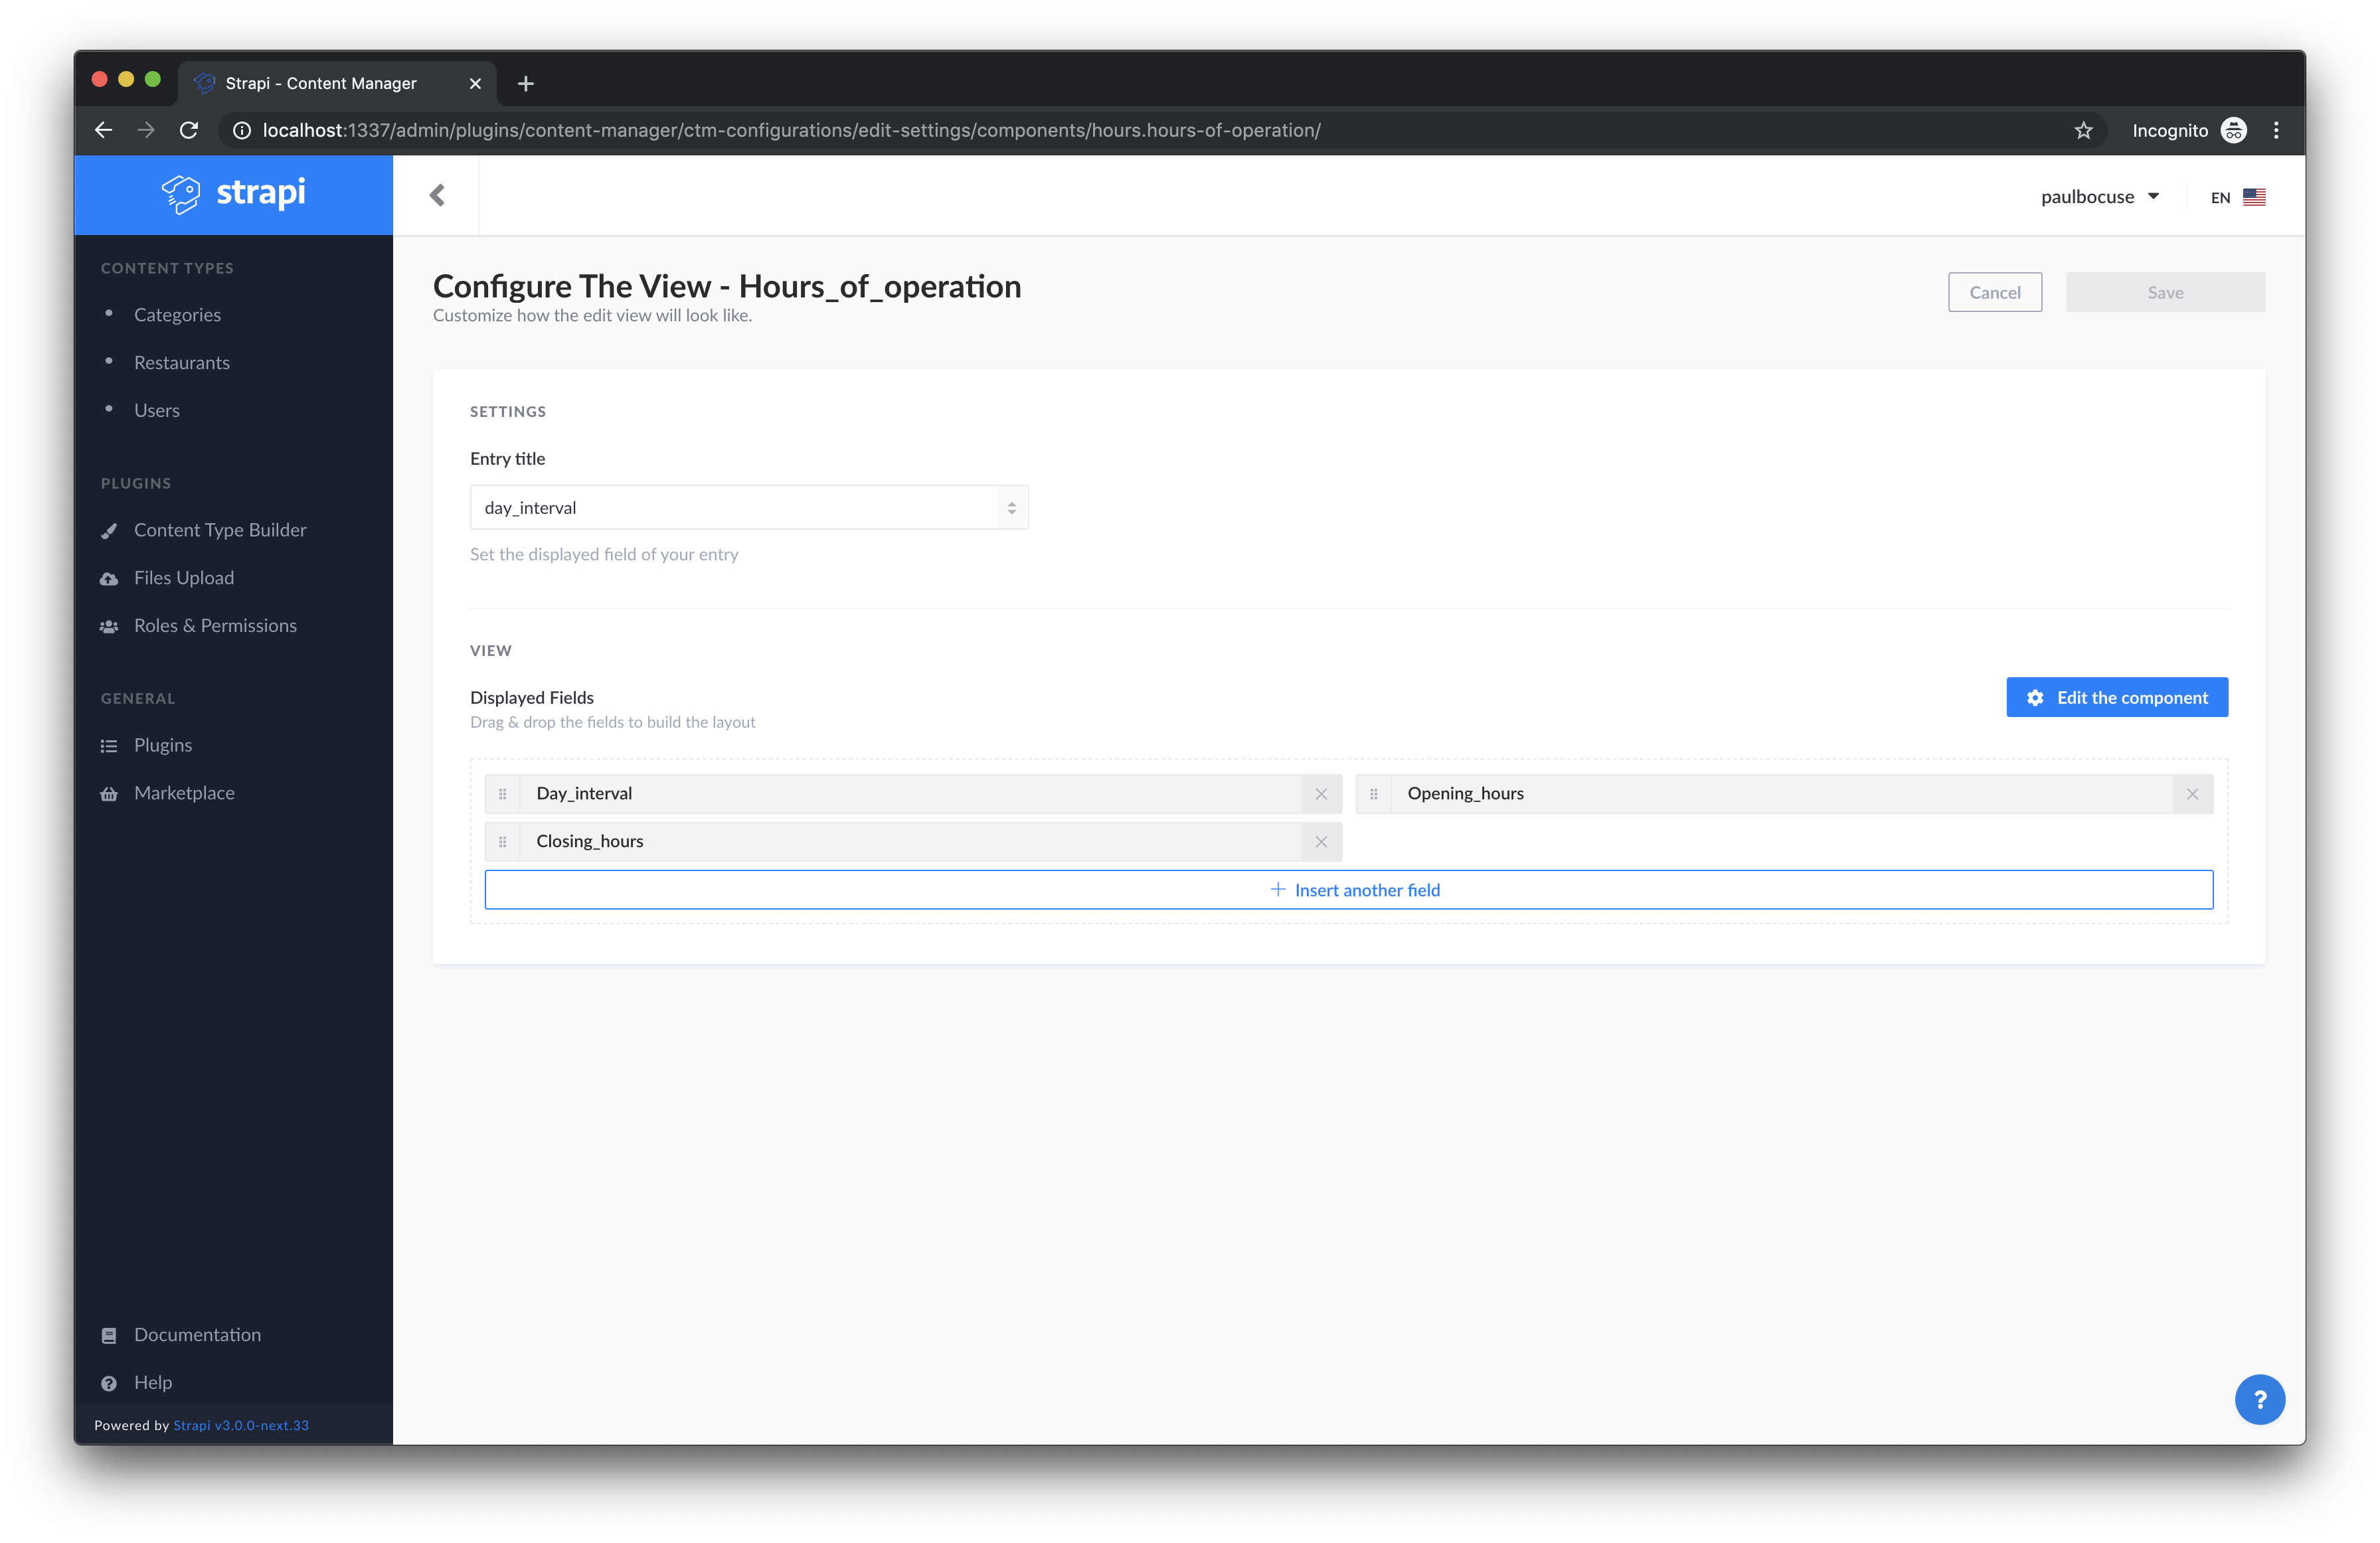 Strapi - Content Manager
localhost:1337/admin/plugins/content-manager/ctm-configurations/edit-settings/components/hours.hours-of-operation/
Incognito
strapi
paulbocuse
EN
CONTENT TYPES
Categories
Restaurants
Users
PLUGINS
Content Type Builder
Files Upload
Roles & Permissions
GENERAL
Plugins
Marketplace
Documentation
Help
Powered by Strapi v3.0.0-next.33
Configure The View - Hours_of_operation
Customize how the edit view will look like.
Cancel
Save
SETTINGS
Entry title
day_interval
Set the displayed field of your entry
VIEW
Displayed Fields
Drag & drop the fields to build the layout
Edit the component
Day_interval
Opening_hours
Closing_hours
+ Insert another field
?